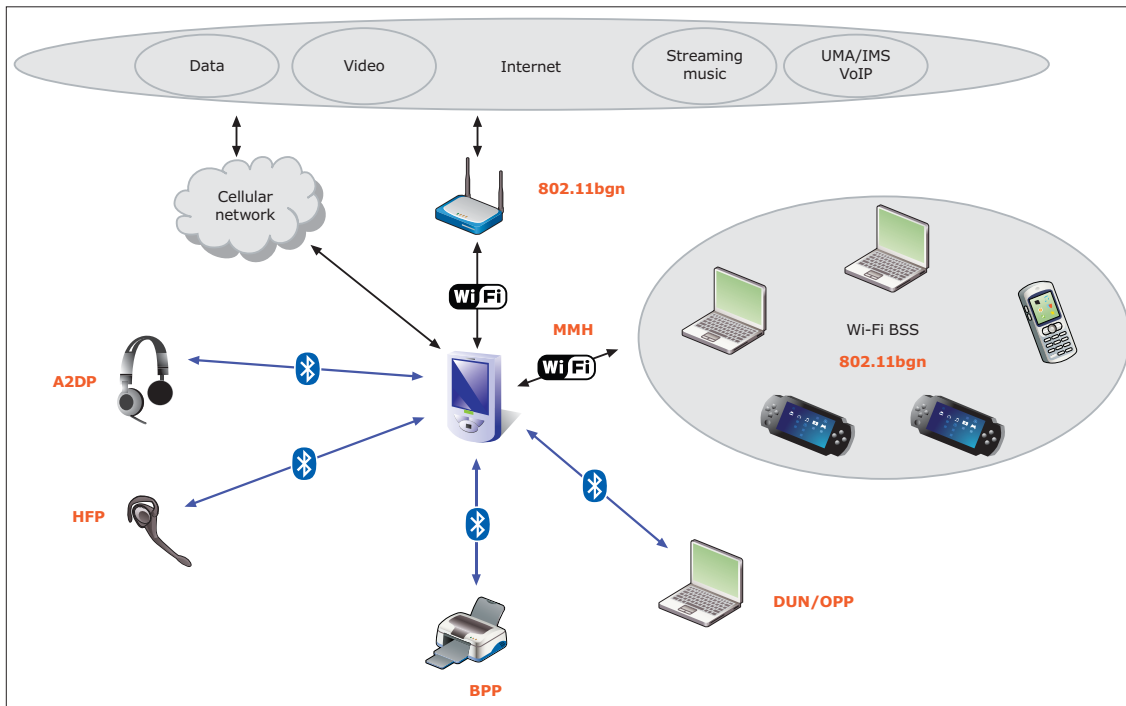 Data
Video
Internet
Streaming
music
UMA/IMS
VoIP
Cellular
network
802.11bgn
Wi Fi
MMH
Wi Fi
Wi-Fi BSS
802.11bgn
A2DP
HFP
DUN/OPP
BPP